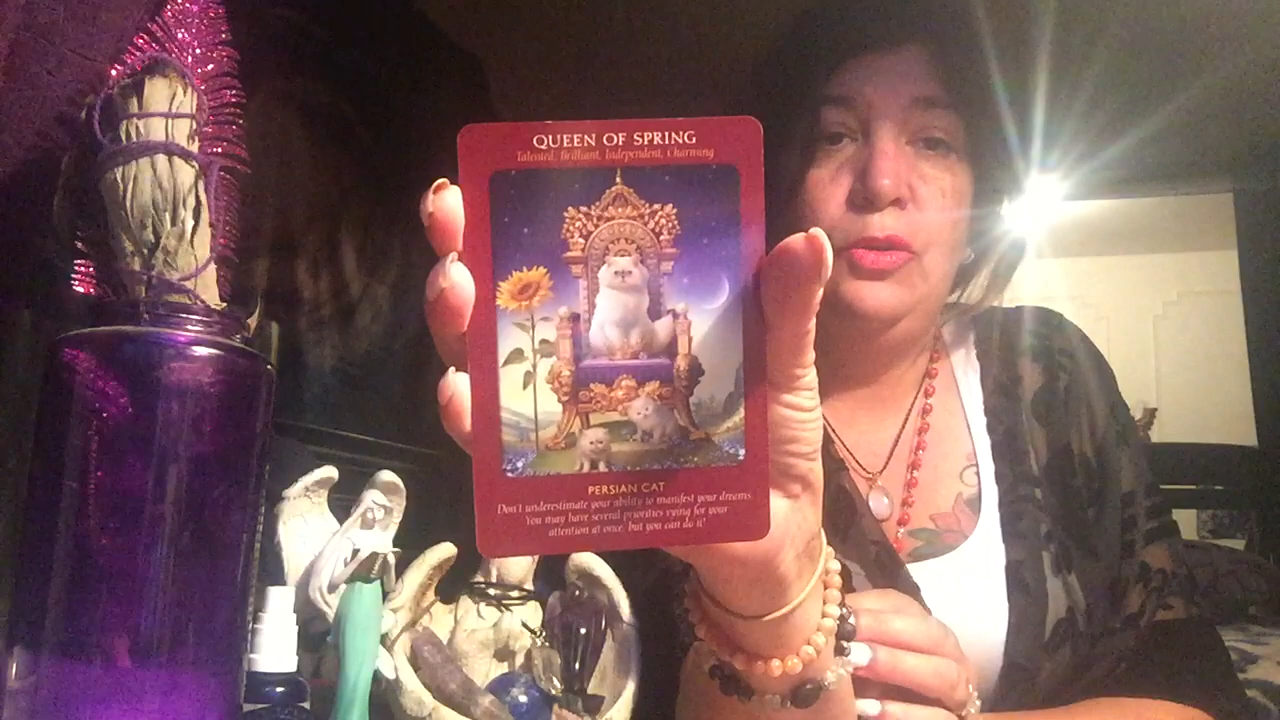 QUEEN OF SPRING
Talented, Brilliant, Independent, Charming
PERSIAN CAT
Don't underestimate your ability to manifest your dreams.
You may have several priorities vying for your
attention at once, but you can do it!